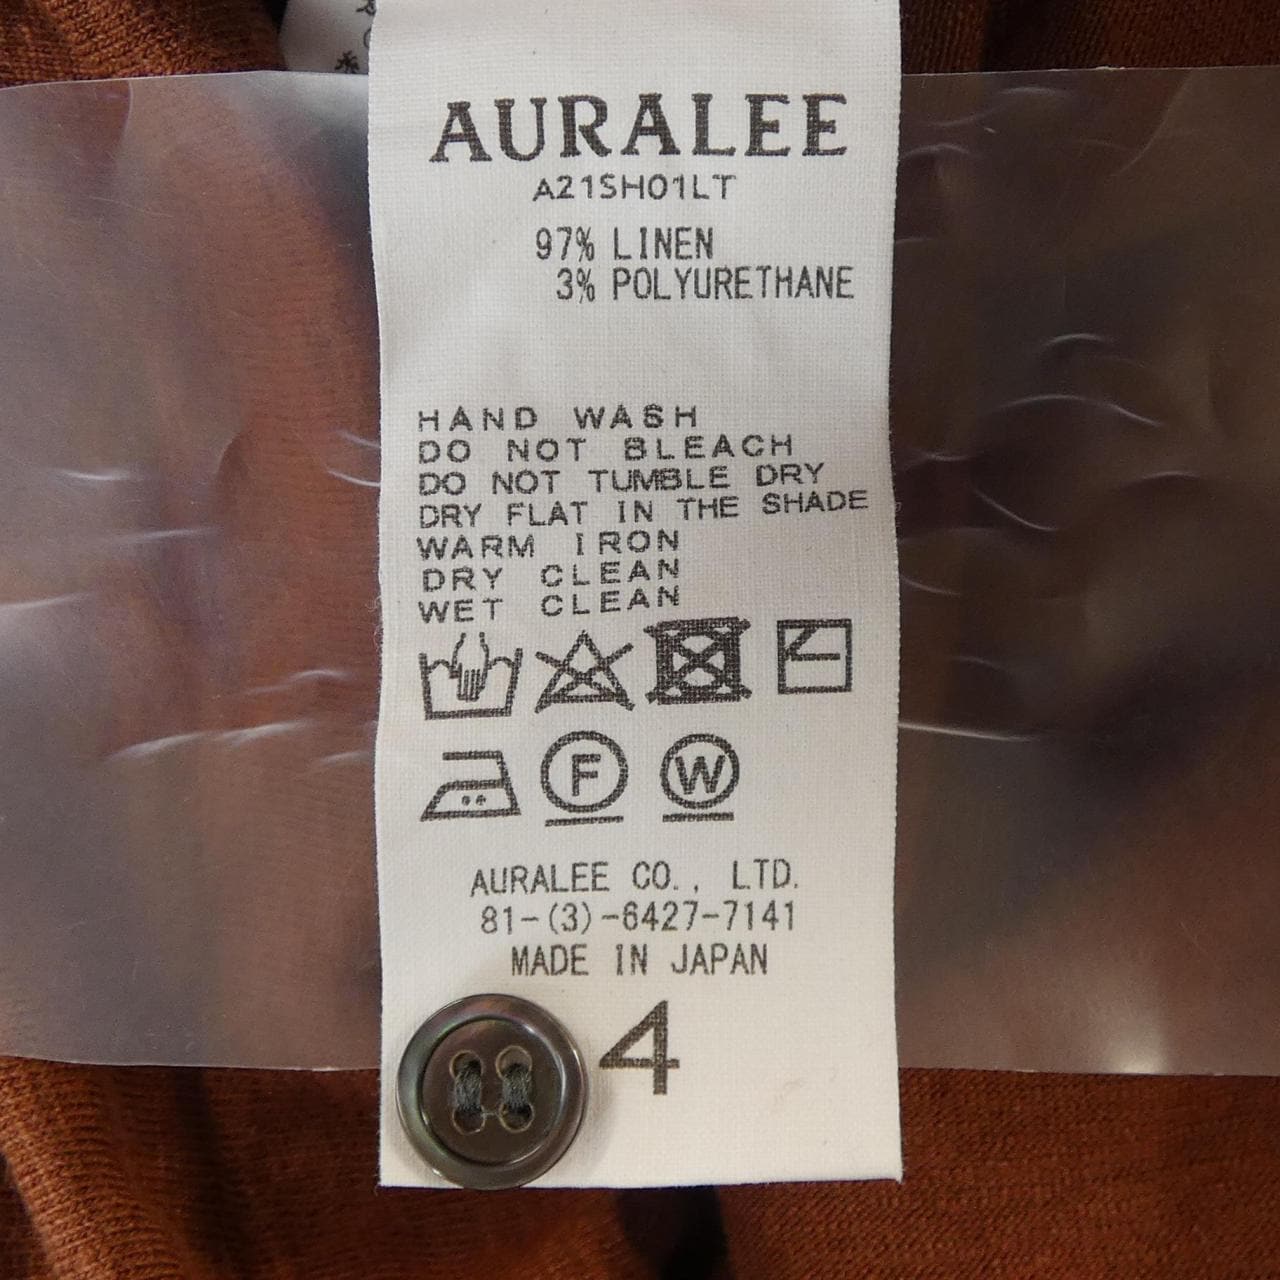 AURALEE
A21SH01LT
97% LINEN
3% POLYURETHANE
HAND WASH
DO NOT BLEACH
DO NOT TUMBLE DRY
DRY FLAT IN THE SHADE
WARM IRON
DRY CLEAN
WET CLEAN
F W
AURALEE CO., LTD.
81-(3)-6427-7141
MADE IN JAPAN
4